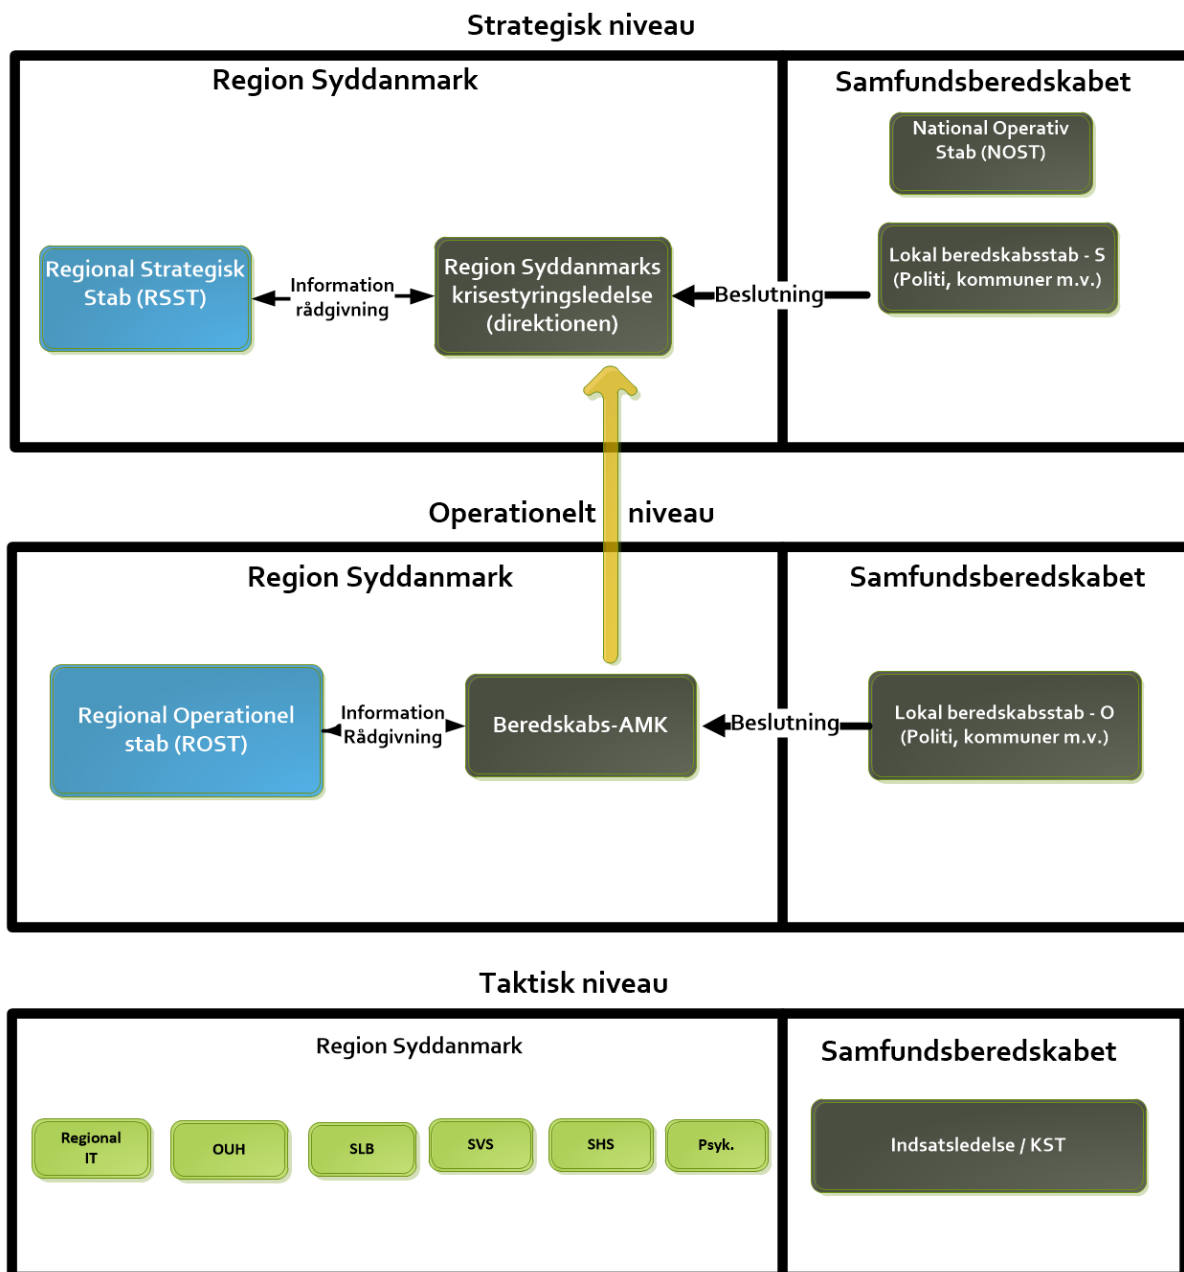 Strategisk niveau
Region Syddanmark
Samfundsberedskabet
National Operativ
Stab (NOST)
Regional Strategisk
Stab (RSST)
Information
rådgivning
Region Syddanmarks
krisestyringsledelse
(direktionen)
Beslutning
Lokal beredskabsstab - S
(Politi, kommuner m.v.)
Operationelt niveau
Region Syddanmark
Samfundsberedskabet
Regional Operationel
stab (ROST)
Information
Rådgivning
Beredskabs-AMK
Beslutning
Lokal beredskabsstab - O
(Politi, kommuner m.v.)
Taktisk niveau
Region Syddanmark
Samfundsberedskabet
Regional
IT
OUH
SLB
SVS
SHS
Psyk.
Indsatsledelse / KST